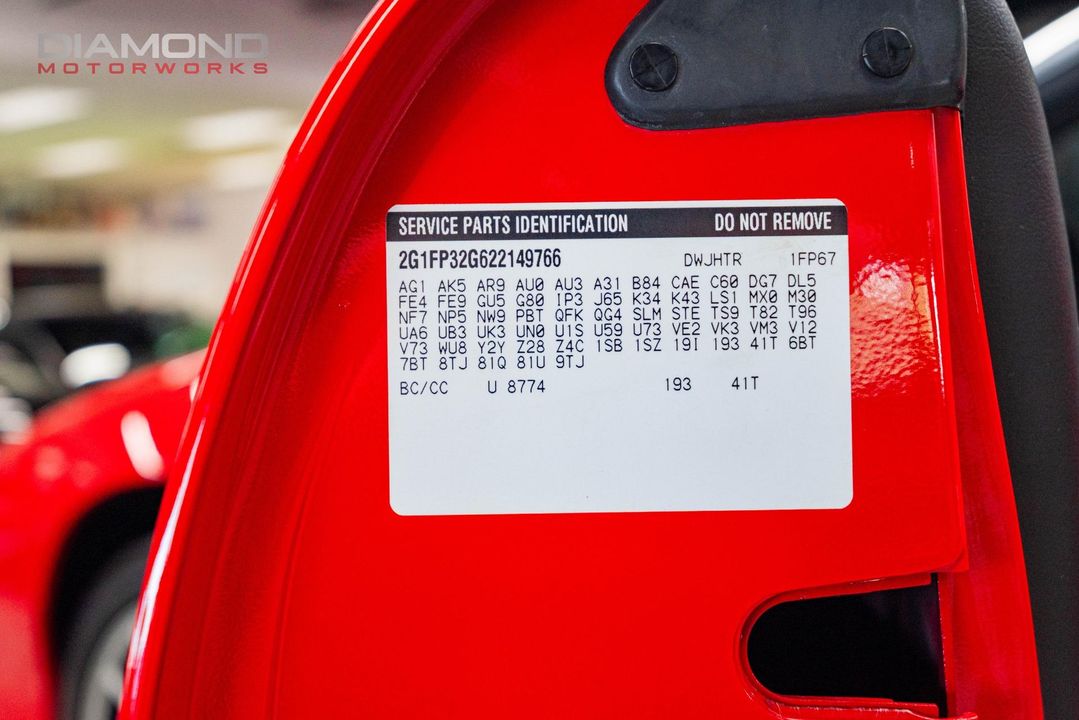 DIAMOND
MOTORWORKS
SERVICE PARTS IDENTIFICATION DO NOT REMOVE
2G1FP32G622149766 DWJHTR 1FP67
AG1 AK5 AR9 AU0 AU3 A31 B84 CAE C60 DG7 DL5
FE4 FE9 GU5 G80 IP3 J65 K34 K43 LS1 MX0 M30
NF7 NP5 NW9 PBT QFK QG4 SLM STE TS9 T82 T96
UA6 UB3 UK3 UN0 U1S U59 U73 VE2 VK3 VM3 V12
V73 WU8 Y2Y Z28 Z4C 1SB 1SZ 19I 193 41T 6BT
7BT 8TJ 81Q 81U 9TJ
BC/CC U 8774 193 41T